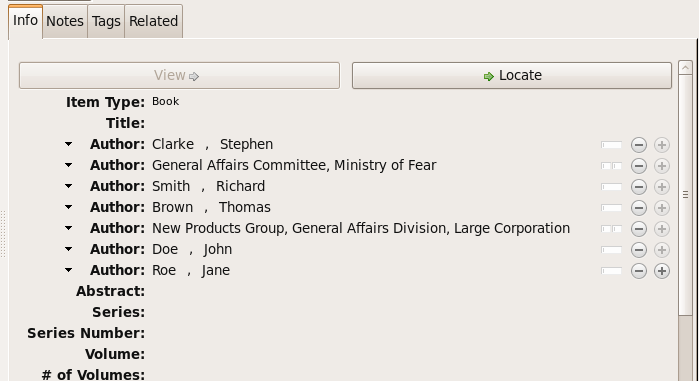 Info Notes Tags Related
View Locate
Item Type: Book
Title:
Author: Clarke , Stephen
Author: General Affairs Committee, Ministry of Fear
Author: Smith , Richard
Author: Brown , Thomas
Author: New Products Group, General Affairs Division, Large Corporation
Author: Doe , John
Author: Roe , Jane
Abstract:
Series:
Series Number:
Volume:
# of Volumes: